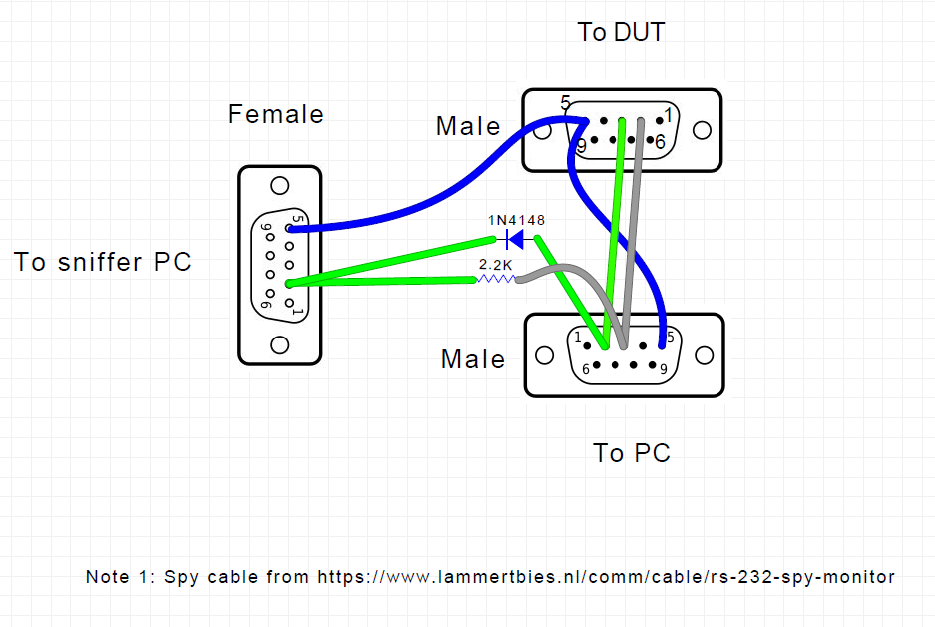 To DUT
Female
Male
5
1
9
6
5
9
6
1
To sniffer PC
1N4148
2.2K
Male
1
5
6
9
To PC
Note 1: Spy cable from https://www.lammertbies.nl/comm/cable/rs-232-spy-monitor